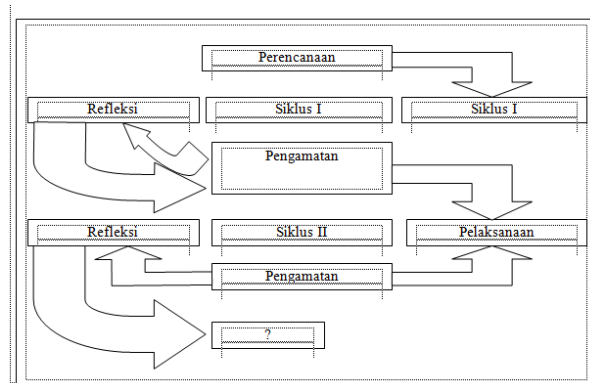 Perencanaan
Refleksi
Siklus I
Siklus I
Pengamatan
Refleksi
Siklus II
Pelaksanaan
Pengamatan
?